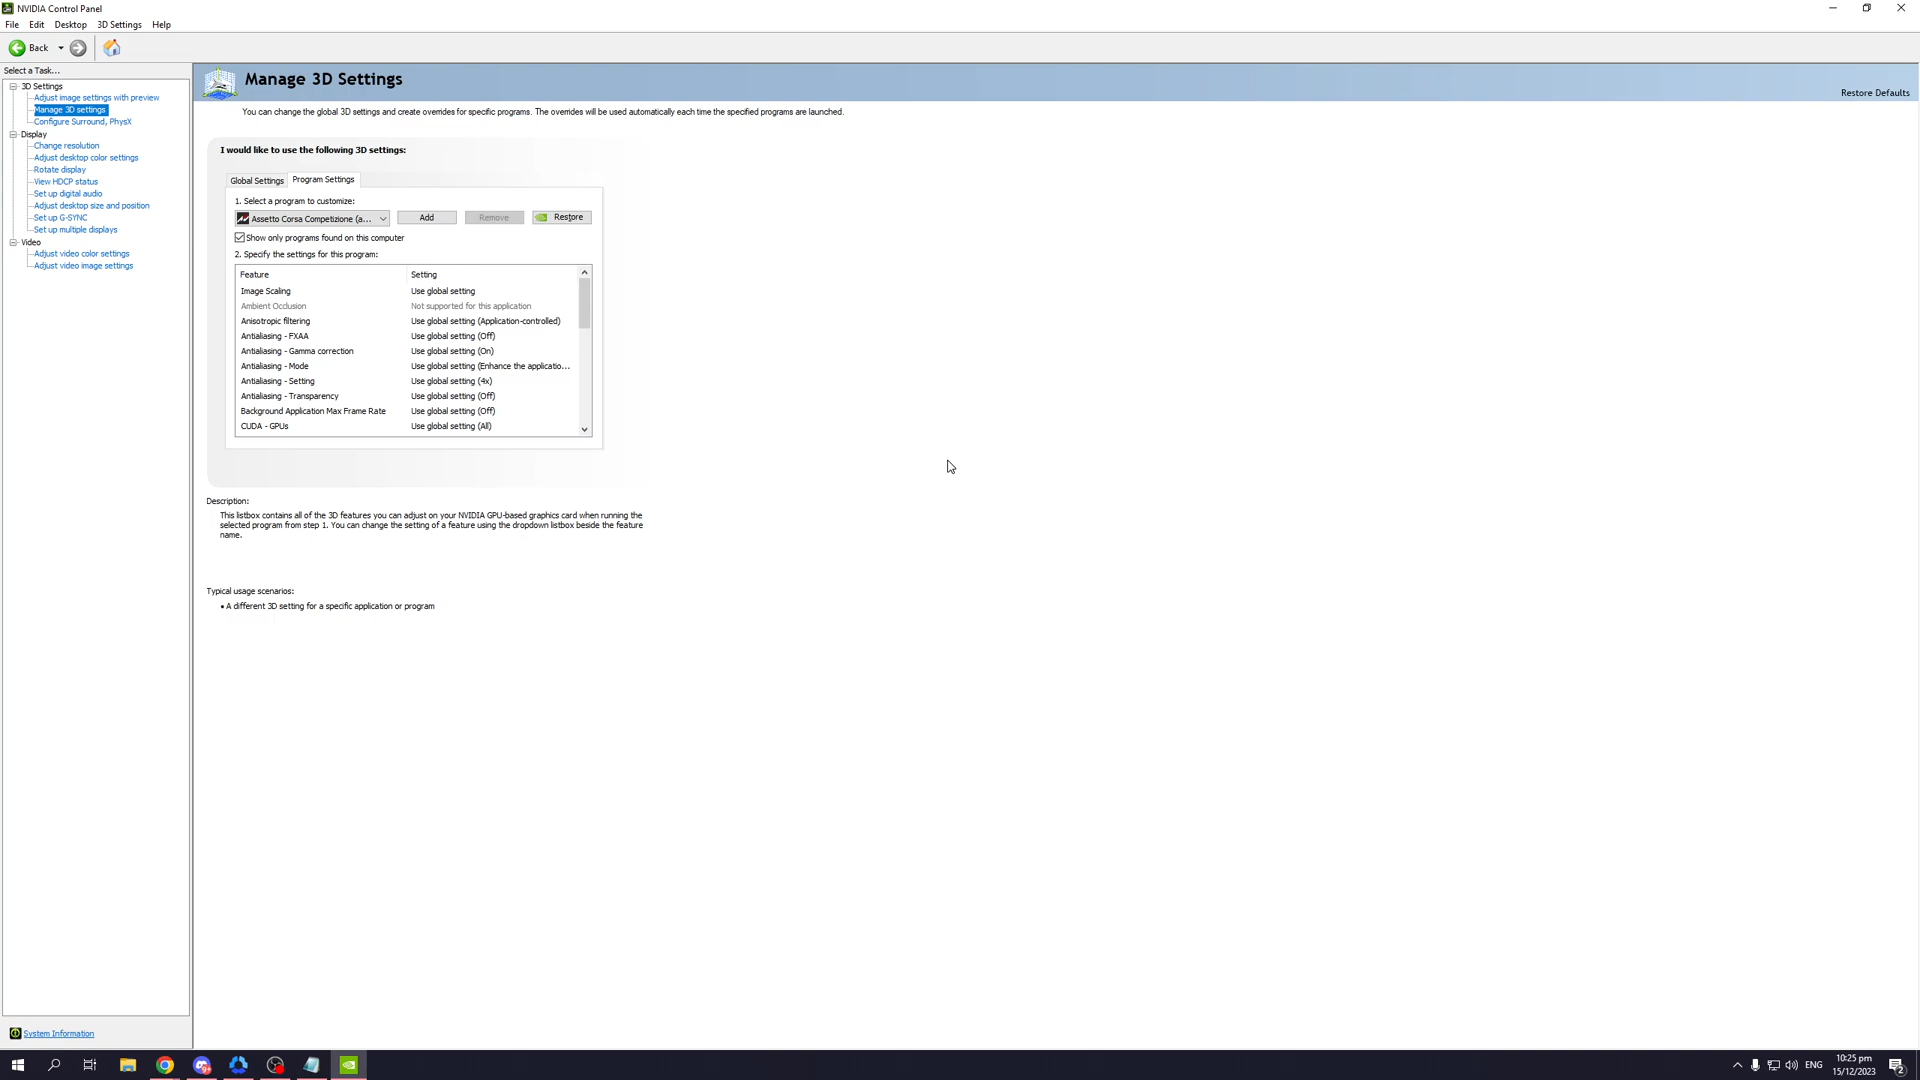 NVIDIA Control Panel
File Edit Desktop 3D Settings Help
Back
Select a Task...
3D Settings
Adjust image settings with preview
Manage 3D settings
Configure Surround, PhysX
Display
Change resolution
Adjust desktop color settings
Rotate display
View HDCP status
Set up digital audio
Adjust desktop size and position
Set up G-SYNC
Set up multiple displays
Video
Adjust video color settings
Adjust video image settings
System Information
Manage 3D Settings
Restore Defaults
You can change the global 3D settings and create overrides for specific programs. The overrides will be used automatically each time the specified programs are launched.
I would like to use the following 3D settings:
Global Settings Program Settings
1. Select a program to customize:
Assetto Corsa Competizione (a... Add Remove Restore
Show only programs found on this computer
2. Specify the settings for this program:
Feature Setting
Image Scaling Use global setting
Ambient Occlusion Not supported for this application
Anisotropic filtering Use global setting (Application-controlled)
Antialiasing - FXAA Use global setting (Off)
Antialiasing - Gamma correction Use global setting (On)
Antialiasing - Mode Use global setting (Enhance the applicatio...
Antialiasing - Setting Use global setting (4x)
Antialiasing - Transparency Use global setting (Off)
Background Application Max Frame Rate Use global setting (Off)
CUDA - GPUs Use global setting (All)
Description:
This listbox contains all of the 3D features you can adjust on your NVIDIA GPU-based graphics card when running the
selected program from step 1. You can change the setting of a feature using the dropdown listbox beside the feature
name.
Typical usage scenarios:
• A different 3D setting for a specific application or program
ENG
10:25 pm
15/12/2023
2